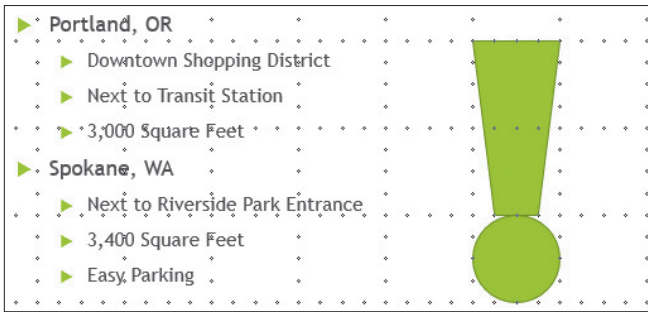 Portland, OR
Downtown Shopping District
Next to Transit Station
3,000 Square Feet
Spokane, WA
Next to Riverside Park Entrance
3,400 Square Feet
Easy Parking